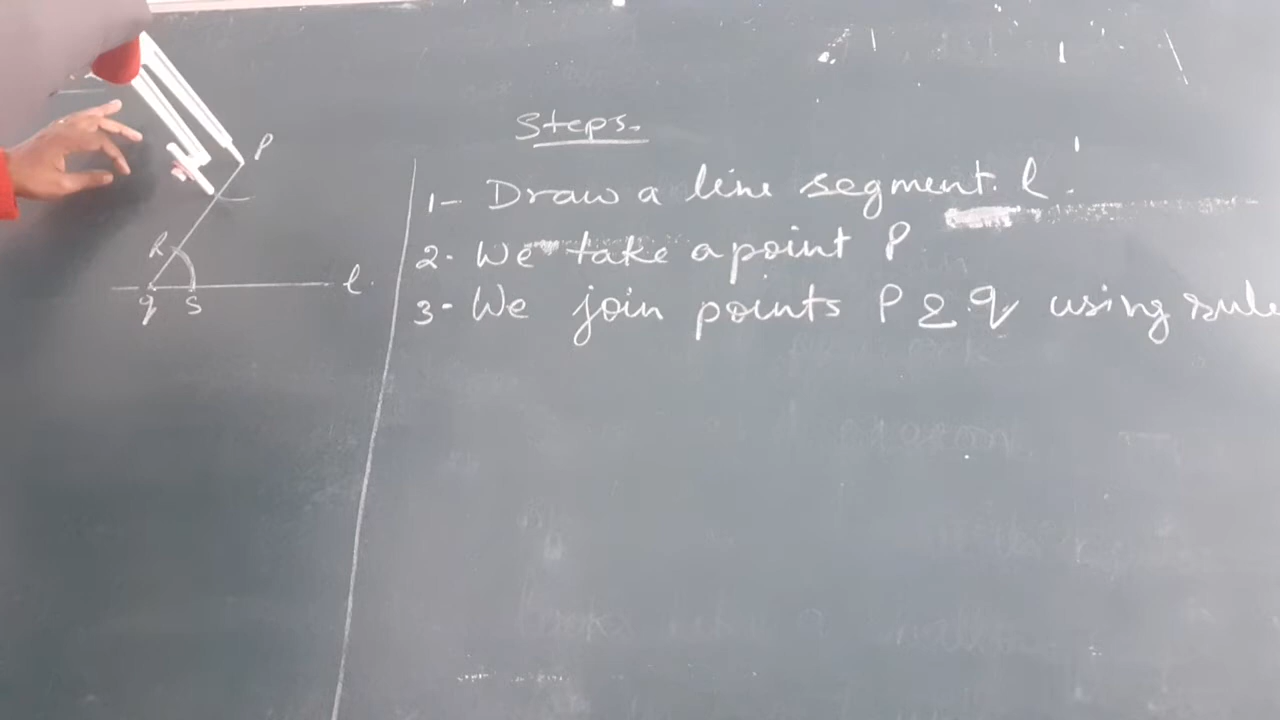 Steps.
P
R
q
S
l.
1- Draw a line segment. l.
2. We take a point P
3- We join points P & q using rule